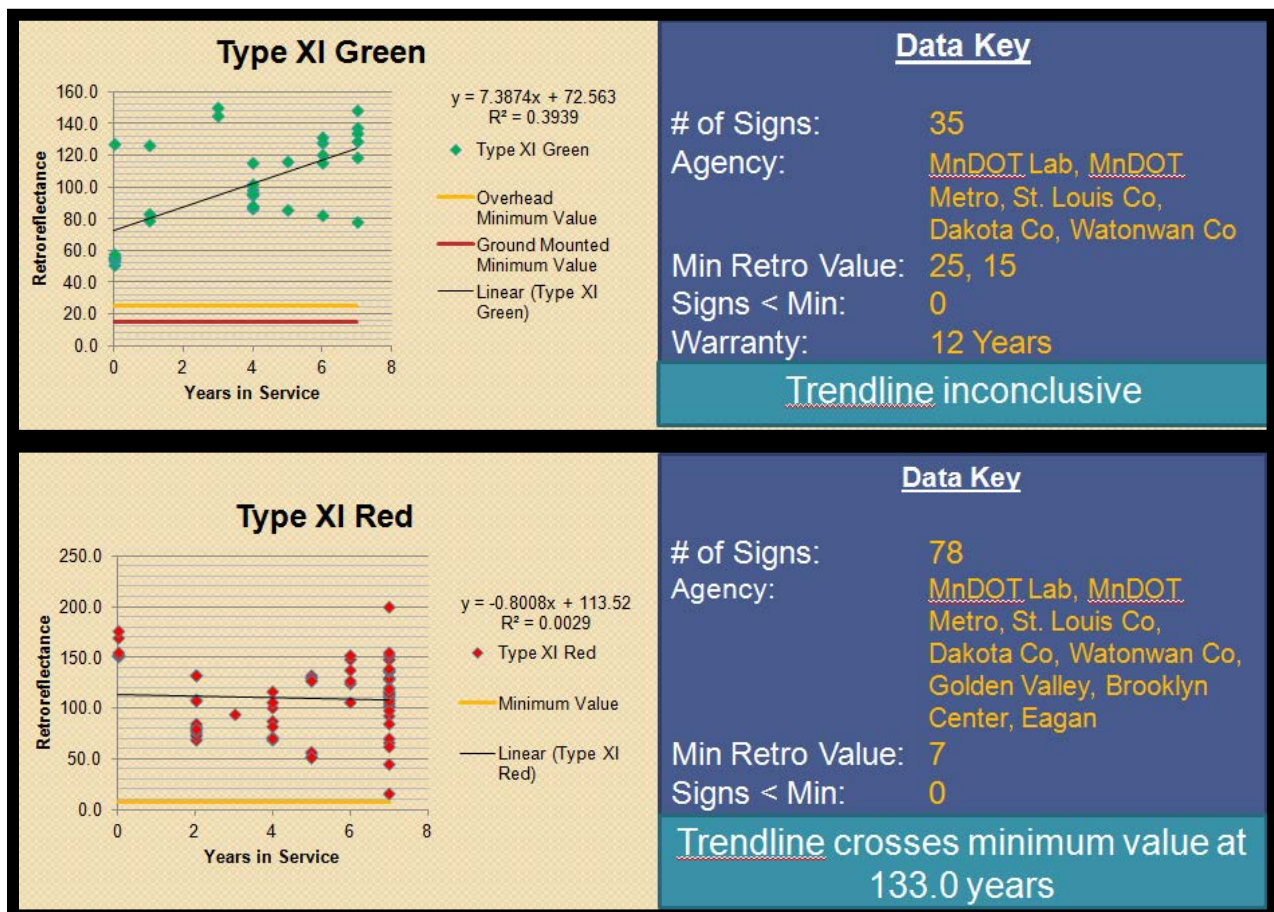 Type XI Green
160.0
140.0
120.0
100.0
80.0
60.0
40.0
20.0
0.0
Retroreflectance
0 2 4 6 8
Years in Service
y = 7.3874x + 72.563
R² = 0.3939
Type XI Green
Overhead
Minimum Value
Ground Mounted
Minimum Value
Linear (Type XI
Green)
Data Key
# of Signs: 35
Agency: MnDOT Lab, MnDOT
Metro, St. Louis Co,
Dakota Co, Watonwan Co
Min Retro Value: 25, 15
Signs < Min: 0
Warranty: 12 Years
Trendline inconclusive
Type XI Red
250.0
200.0
150.0
100.0
50.0
0.0
Retroreflectance
0 2 4 6 8
Years in Service
y = -0.8008x + 113.52
R² = 0.0029
Type XI Red
Minimum Value
Linear (Type XI
Red)
Data Key
# of Signs: 78
Agency: MnDOT Lab, MnDOT
Metro, St. Louis Co,
Dakota Co, Watonwan Co,
Golden Valley, Brooklyn
Center, Eagan
Min Retro Value: 7
Signs < Min: 0
Trendline crosses minimum value at
133.0 years